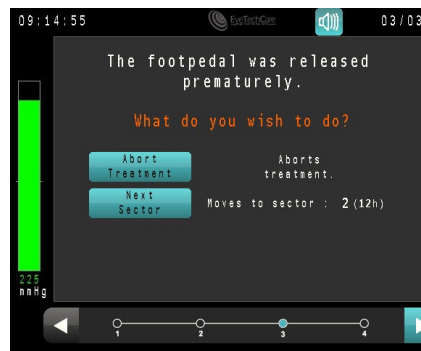 09:14:55 EyeTechCare 03/03
The footpedal was released
prematurely.
What do you wish to do?
Abort
Treatment
Aborts
treatment.
Next
Sector
Moves to sector : 2 (12h)
225
mmHg
1 2 3 4